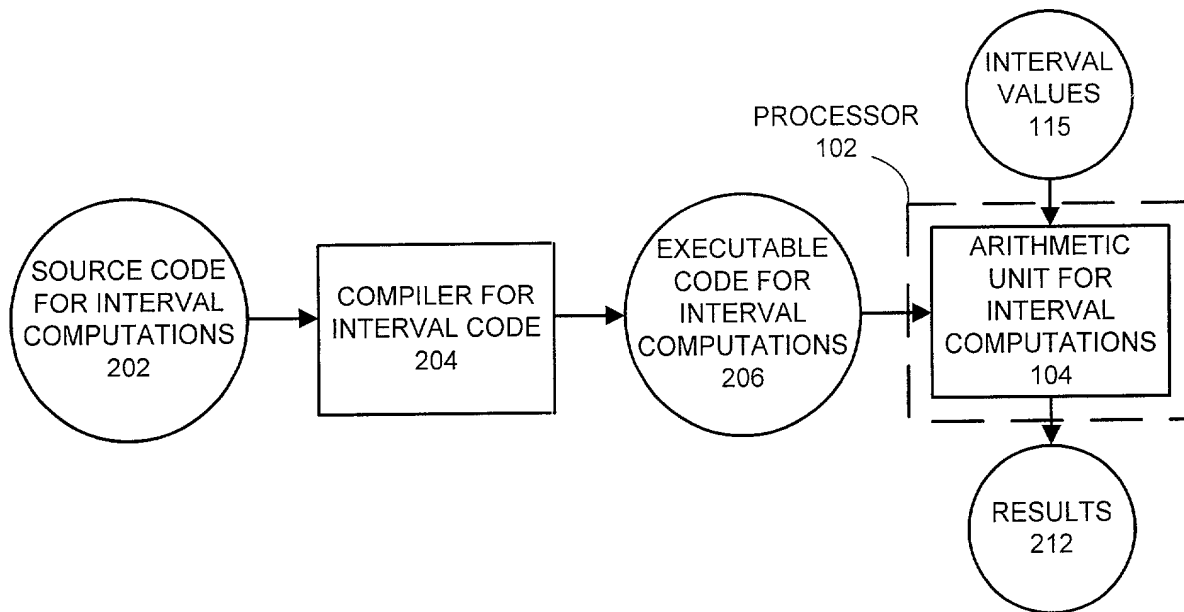 INTERVAL
VALUES
115
PROCESSOR
102
SOURCE CODE
FOR INTERVAL
COMPUTATIONS
202
COMPILER FOR
INTERVAL CODE
204
EXECUTABLE
CODE FOR
INTERVAL
COMPUTATIONS
206
ARITHMETIC
UNIT FOR
INTERVAL
COMPUTATIONS
104
RESULTS
212